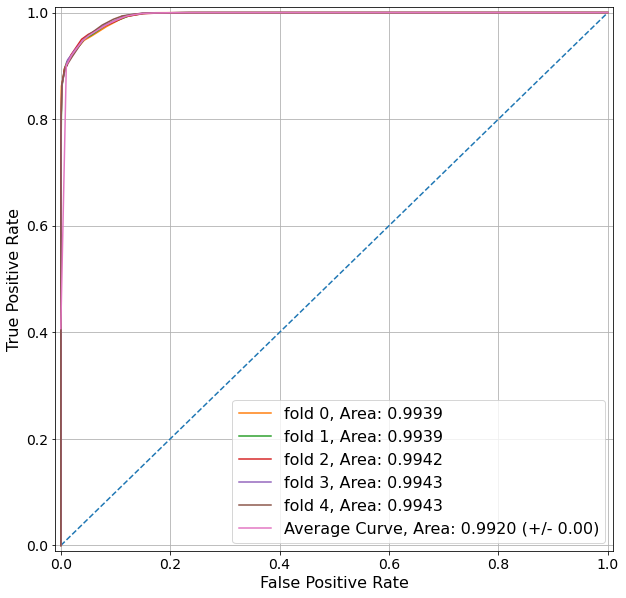 1.0
0.8
0.6
0.4
0.2
0.0
True Positive Rate
fold 0, Area: 0.9939
fold 1, Area: 0.9939
fold 2, Area: 0.9942
fold 3, Area: 0.9943
fold 4, Area: 0.9943
Average Curve, Area: 0.9920 (+/- 0.00)
0.0 0.2 0.4 0.6 0.8 1.0
False Positive Rate